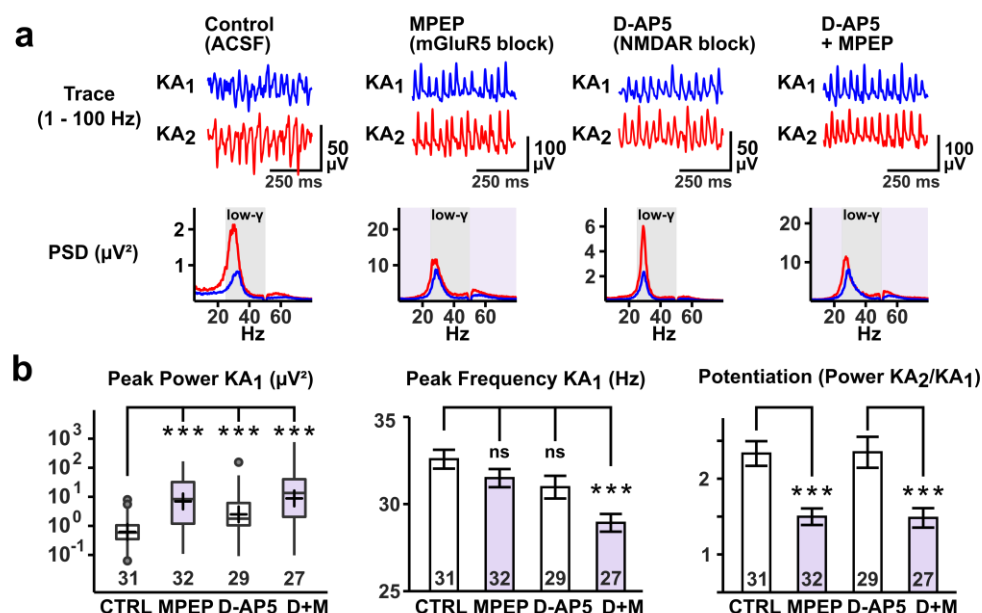 a
Control
(ACSF)
MPEP
(mGluR5 block)
D-AP5
(NMDAR block)
D-AP5
+ MPEP
Trace
(1 - 100 Hz)
KA1
KA2
50
µV
250 ms
KA1
KA2
100
µV
250 ms
KA1
KA2
50
µV
250 ms
KA1
KA2
100
µV
250 ms
PSD (µV²)
low-γ
2
1
20 40 60
Hz
low-γ
20
10
20 40 60
Hz
low-γ
6
4
2
20 40 60
Hz
low-γ
20
10
20 40 60
Hz
b
Peak Power KA1 (µV²)
10³
10²
10¹
10⁰
10⁻¹
*** *** ***
31 32 29 27
CTRL MPEP D-AP5 D+M
Peak Frequency KA1 (Hz)
35
31
25
ns ns ***
31 32 29 27
CTRL MPEP D-AP5 D+M
Potentiation (Power KA2/KA1)
2
1
*** ***
31 32 29 27
CTRL MPEP D-AP5 D+M